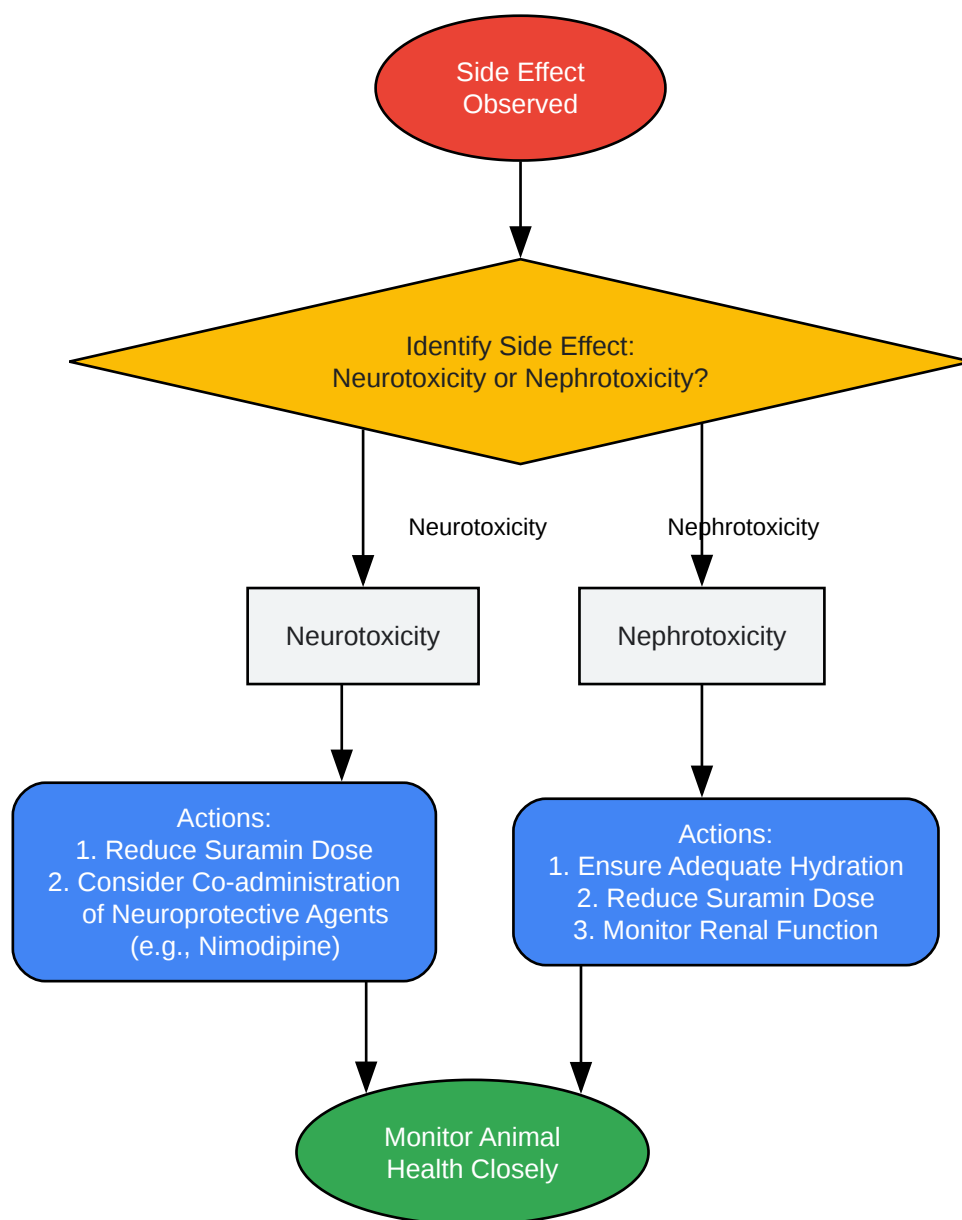 Side Effect
Observed
Identify Side Effect:
Neurotoxicity or Nephrotoxicity?
Neurotoxicity
Nephrotoxicity
Neurotoxicity
Nephrotoxicity
Actions:
1. Reduce Suramin Dose
2. Consider Co-administration
of Neuroprotective Agents
(e.g., Nimodipine)
Actions:
1. Ensure Adequate Hydration
2. Reduce Suramin Dose
3. Monitor Renal Function
Monitor Animal
Health Closely